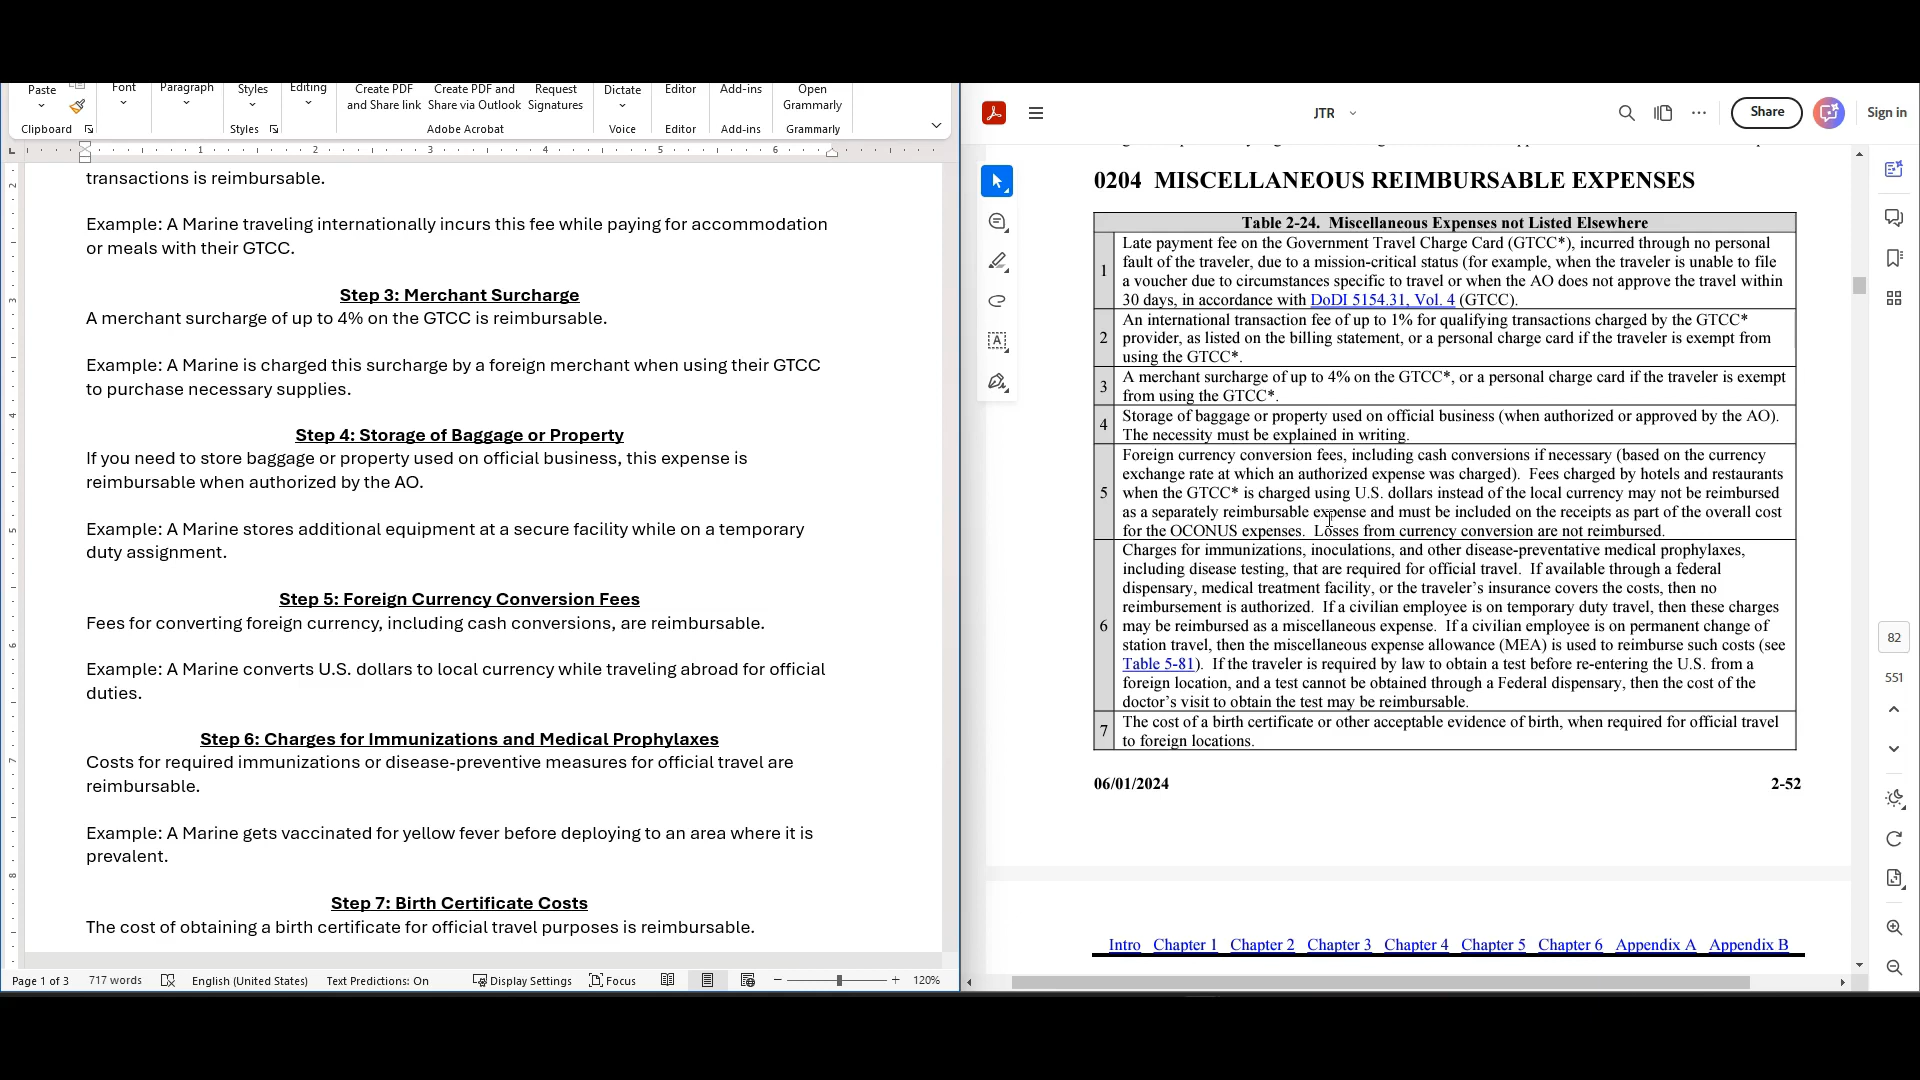 Paste
Font
Paragraph
Styles
Editing
Create PDF and Share link
Create PDF and Share via Outlook
Request Signatures
Dictate
Editor
Add-ins
Open Grammarly
Clipboard
Styles
Adobe Acrobat
Voice
Editor
Add-ins
Grammarly
1 2 3 4 5 6
2
3
4
5
6
7
8
transactions is reimbursable.
Example: A Marine traveling internationally incurs this fee while paying for accommodation
or meals with their GTCC.
Step 3: Merchant Surcharge
A merchant surcharge of up to 4% on the GTCC is reimbursable.
Example: A Marine is charged this surcharge by a foreign merchant when using their GTCC
to purchase necessary supplies.
Step 4: Storage of Baggage or Property
If you need to store baggage or property used on official business, this expense is
reimbursable when authorized by the AO.
Example: A Marine stores additional equipment at a secure facility while on a temporary
duty assignment.
Step 5: Foreign Currency Conversion Fees
Fees for converting foreign currency, including cash conversions, are reimbursable.
Example: A Marine converts U.S. dollars to local currency while traveling abroad for official
duties.
Step 6: Charges for Immunizations and Medical Prophylaxes
Costs for required immunizations or disease-preventive measures for official travel are
reimbursable.
Example: A Marine gets vaccinated for yellow fever before deploying to an area where it is
prevalent.
Step 7: Birth Certificate Costs
The cost of obtaining a birth certificate for official travel purposes is reimbursable.
Page 1 of 3 717 words English (United States) Text Predictions: On Display Settings Focus 120%
JTR
Share
Sign in
0204 MISCELLANEOUS REIMBURSABLE EXPENSES
Table 2-24. Miscellaneous Expenses not Listed Elsewhere
1
Late payment fee on the Government Travel Charge Card (GTCC*), incurred through no personal
fault of the traveler, due to a mission-critical status (for example, when the traveler is unable to file
a voucher due to circumstances specific to travel or when the AO does not approve the travel within
30 days, in accordance with DoDI 5154.31, Vol. 4 (GTCC).
2
An international transaction fee of up to 1% for qualifying transactions charged by the GTCC*
provider, as listed on the billing statement, or a personal charge card if the traveler is exempt from
using the GTCC*.
3
A merchant surcharge of up to 4% on the GTCC*, or a personal charge card if the traveler is exempt
from using the GTCC*.
4
Storage of baggage or property used on official business (when authorized or approved by the AO).
The necessity must be explained in writing.
5
Foreign currency conversion fees, including cash conversions if necessary (based on the currency
exchange rate at which an authorized expense was charged). Fees charged by hotels and restaurants
when the GTCC* is charged using U.S. dollars instead of the local currency may not be reimbursed
as a separately reimbursable expense and must be included on the receipts as part of the overall cost
for the OCONUS expenses. Losses from currency conversion are not reimbursed.
6
Charges for immunizations, inoculations, and other disease-preventative medical prophylaxes,
including disease testing, that are required for official travel. If available through a federal
dispensary, medical treatment facility, or the traveler's insurance covers the costs, then no
reimbursement is authorized. If a civilian employee is on temporary duty travel, then these charges
may be reimbursed as a miscellaneous expense. If a civilian employee is on permanent change of
station travel, then the miscellaneous expense allowance (MEA) is used to reimburse such costs (see
Table 5-81). If the traveler is required by law to obtain a test before re-entering the U.S. from a
foreign location, and a test cannot be obtained through a Federal dispensary, then the cost of the
doctor's visit to obtain the test may be reimbursable.
7
The cost of a birth certificate or other acceptable evidence of birth, when required for official travel
to foreign locations.
06/01/2024 2-52
Intro Chapter 1 Chapter 2 Chapter 3 Chapter 4 Chapter 5 Chapter 6 Appendix A Appendix B
82
551